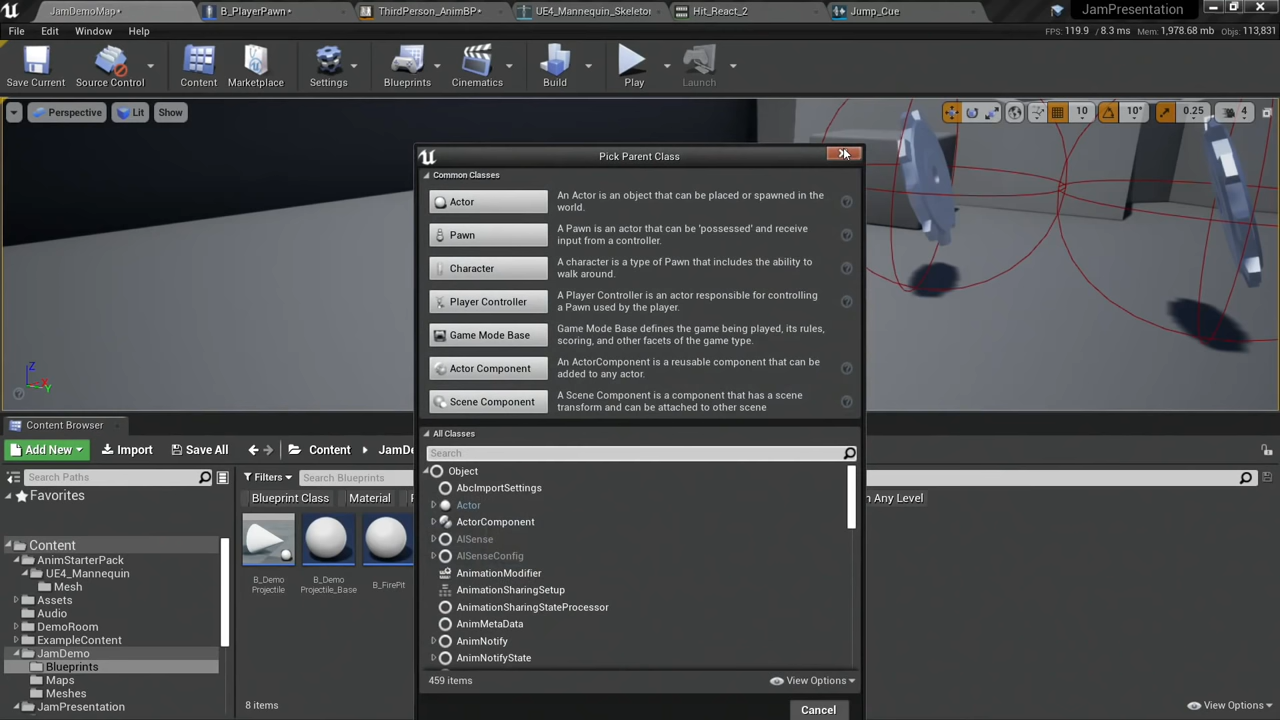 JamDemoMap•
B_PlayerPawn•
ThirdPerson_AnimBP•
UE4_Mannequin_Skeleton
Hit_React_2
Jump_Cue
JamPresentation
File Edit Window Help
FPS: 119.9 / 8.3 ms Mem: 1,978.68 mb Objs: 113,831
Save Current
Source Control
Content
Marketplace
Settings
Blueprints
Cinematics
Build
Play
Launch
Perspective
Lit
Show
10
10°
0.25
4
Pick Parent Class
Common Classes
Actor
An Actor is an object that can be placed or spawned in the
world.
Pawn
A Pawn is an actor that can be 'possessed' and receive
input from a controller.
Character
A character is a type of Pawn that includes the ability to
walk around.
Player Controller
A Player Controller is an actor responsible for controlling
a Pawn used by the player.
Game Mode Base
Game Mode Base defines the game being played, its rules,
scoring, and other facets of the game type.
Actor Component
An ActorComponent is a reusable component that can be
added to any actor.
Scene Component
A Scene Component is a component that has a scene
transform and can be attached to other scene
All Classes
Search
Object
AbcImportSettings
Actor
ActorComponent
AISense
AISenseConfig
AnimationModifier
AnimationSharingSetup
AnimationSharingStateProcessor
AnimMetaData
AnimNotify
AnimNotifyState
459 items
View Options
Cancel
Z
X
Y
Content Browser
Add New
Import
Save All
Content
JamDe
Search Paths
Filters
Search Blueprints
Favorites
Blueprint Class
Material
n Any Level
Content
AnimStarterPack
UE4_Mannequin
Mesh
Assets
Audio
DemoRoom
ExampleContent
JamDemo
Blueprints
Maps
Meshes
JamPresentation
B_Demo
Projectile
B_Demo
Projectile_Base
B_FirePit
8 items
View Options